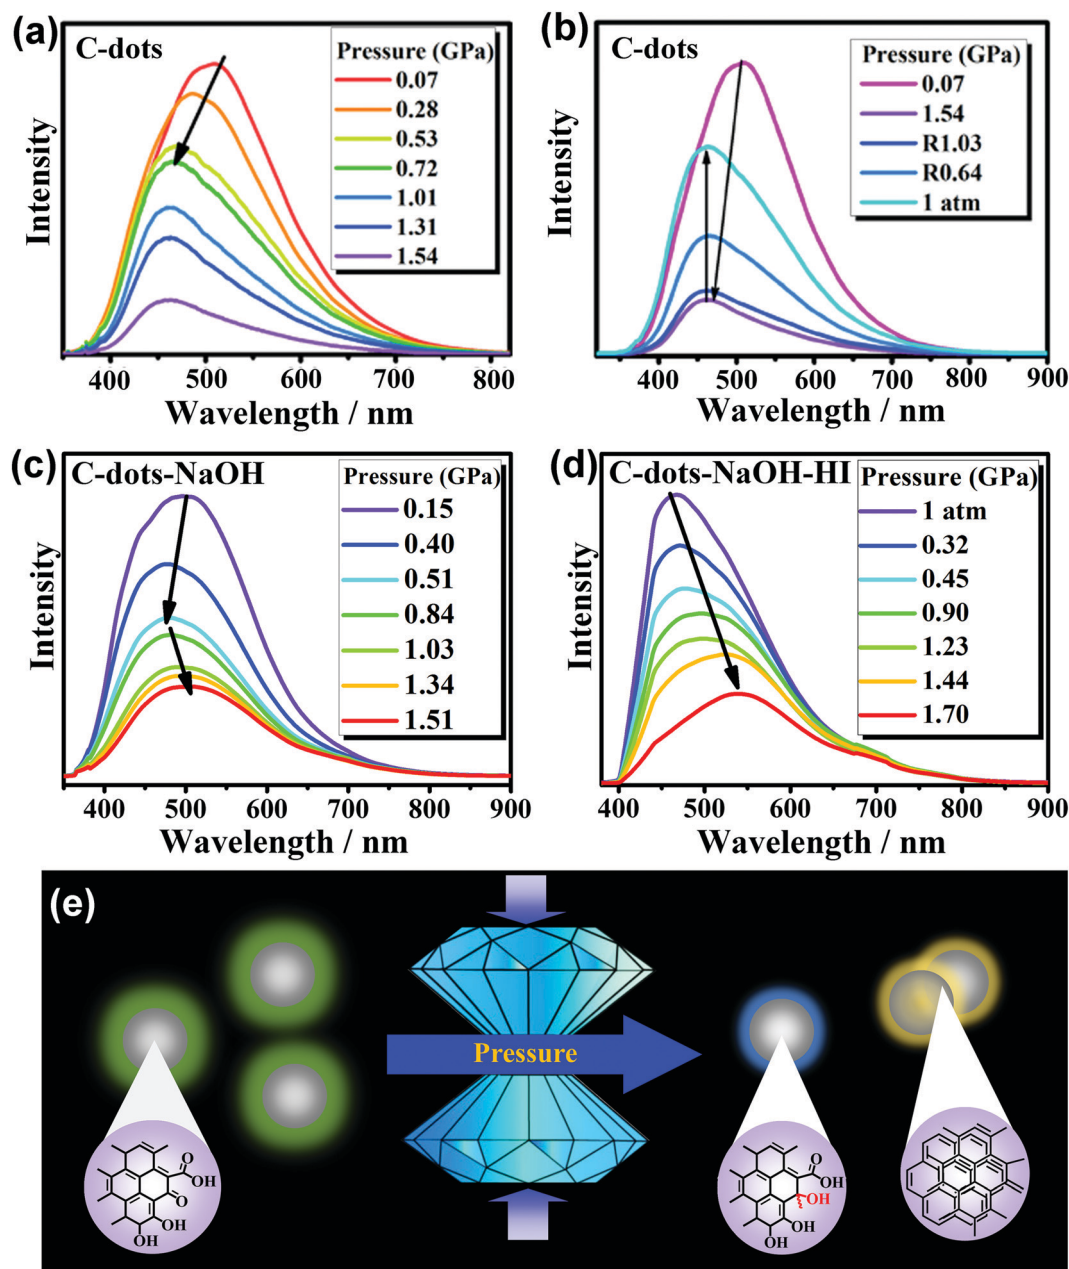 (a)
C-dots
Pressure (GPa)
0.07
0.28
0.53
0.72
1.01
1.31
1.54
Intensity
400 500 600 700 800
Wavelength / nm
(b)
C-dots
Pressure (GPa)
0.07
1.54
R1.03
R0.64
1 atm
Intensity
400 500 600 700 800 900
Wavelength / nm
(c)
C-dots-NaOH
Pressure (GPa)
0.15
0.40
0.51
0.84
1.03
1.34
1.51
Intensity
400 500 600 700 800 900
Wavelength / nm
(d)
C-dots-NaOH-HI
Pressure (GPa)
1 atm
0.32
0.45
0.90
1.23
1.44
1.70
Intensity
400 500 600 700 800 900
Wavelength / nm
(e)
Pressure
O
OH
O
OH
OH
O
OH
OH
OH
OH